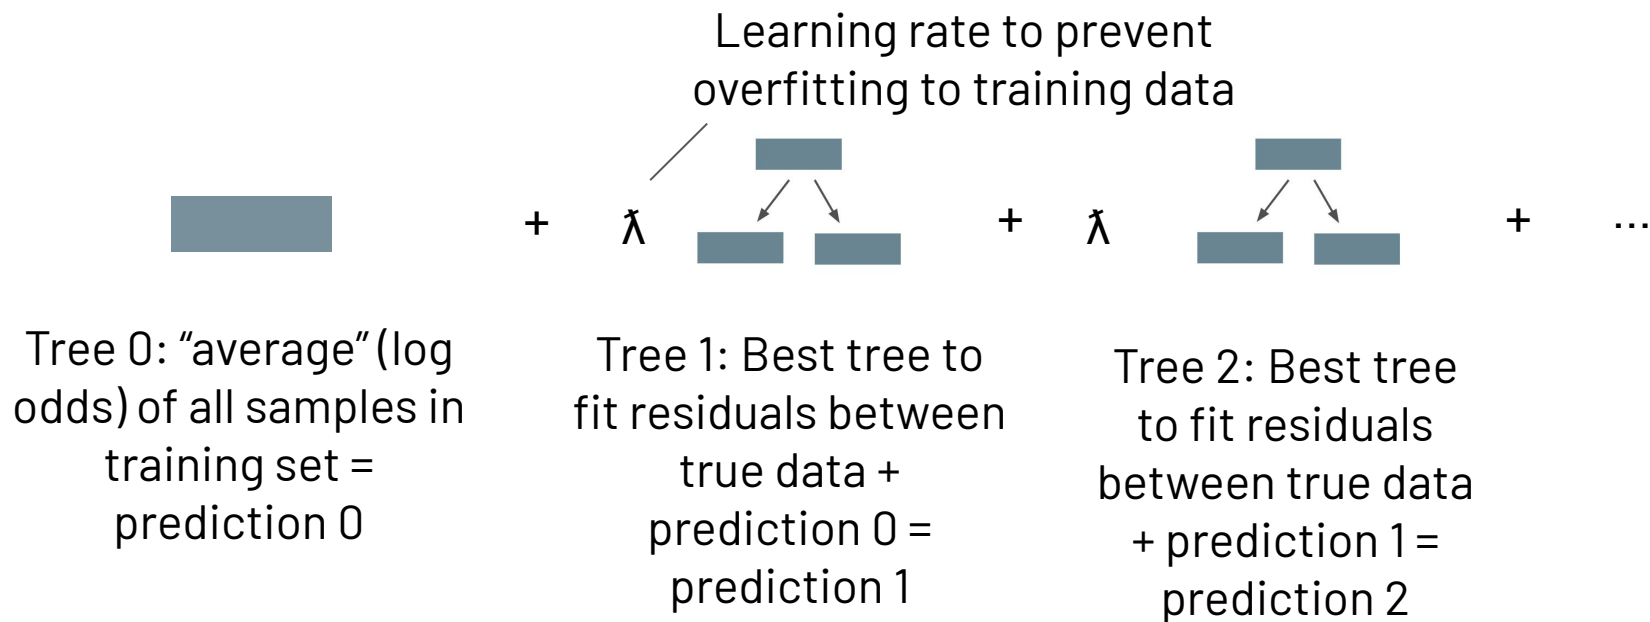 Learning rate to prevent
overfitting to training data
+ ƛ + ƛ + ...
Tree 0: “average” (log
odds) of all samples in
training set =
prediction 0
Tree 1: Best tree to
fit residuals between
true data +
prediction 0 =
prediction 1
Tree 2: Best tree
to fit residuals
between true data
+ prediction 1 =
prediction 2